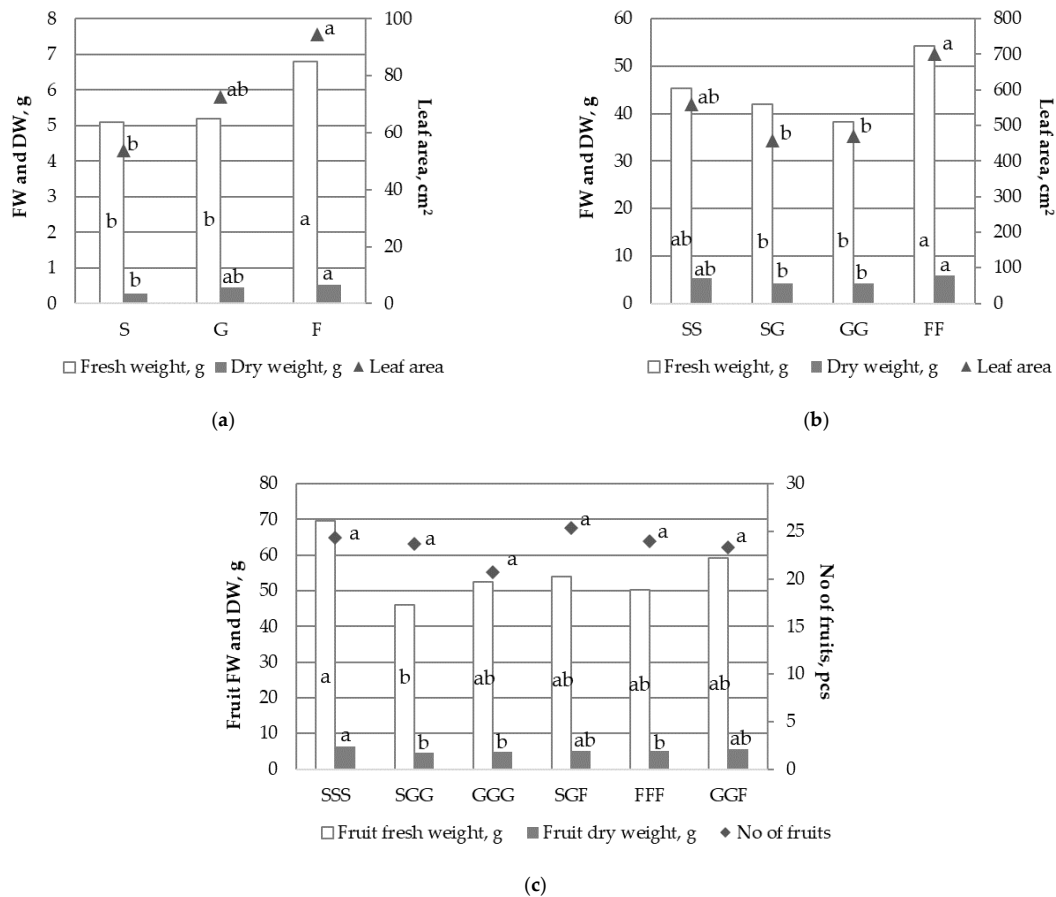 8
7
6
5
4
3
2
1
0
FW and DW, g
100
80
60
40
20
0
Leaf area, cm²
b
ab
a
b
b
a
b
ab
a
S G F
Fresh weight, g Dry weight, g Leaf area
(a)
60
50
40
30
20
10
0
FW and DW, g
800
700
600
500
400
300
200
100
0
Leaf area, cm²
ab
b
b
a
ab
b
b
a
ab
b
b
a
SS SG GG FF
Fresh weight, g Dry weight, g Leaf area
(b)
80
70
60
50
40
30
20
10
0
Fruit FW and DW, g
30
25
20
15
10
5
0
No of fruits, pcs
a
a
a
a
a
a
a
b
ab
ab
ab
ab
a
b
b
ab
b
ab
SSS SGG GGG SGF FFF GGF
Fruit fresh weight, g Fruit dry weight, g No of fruits
(c)